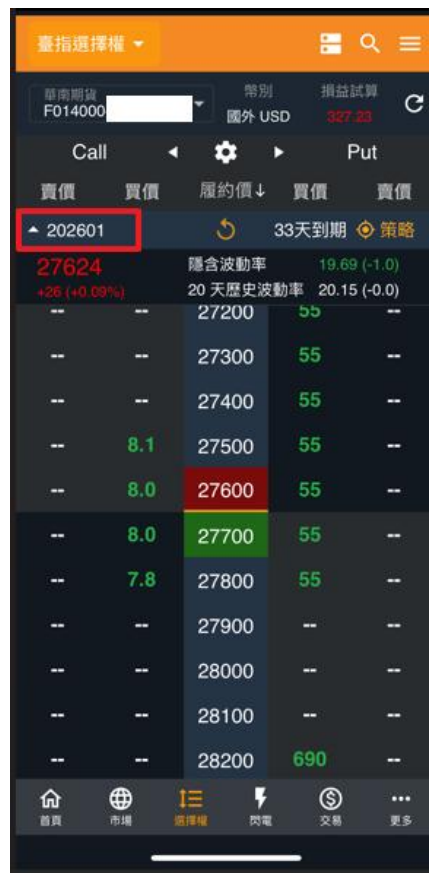 臺指選擇權
華南期貨 幣別 損益試算
F014000 國外 USD 327.23
Call Put
賣價 買價 履約價↓ 買價 賣價
202601 33天到期 策略
27624 隱含波動率 19.69 (-1.0)
+26 (+0.09%) 20 天歷史波動率 20.15 (-0.0)
-- -- 27200 55 --
-- -- 27300 55 --
-- -- 27400 55 --
-- 8.1 27500 55 --
-- 8.0 27600 55 --
-- 8.0 27700 55 --
-- 7.8 27800 55 --
-- -- 27900 -- --
-- -- 28000 -- --
-- -- 28100 -- --
-- -- 28200 690 --
首頁 市場 選擇權 閃電 交易 更多